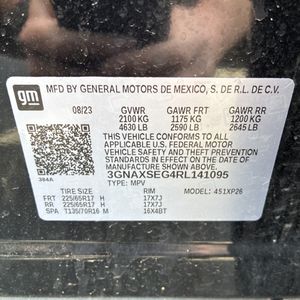 gm
MFD BY GENERAL MOTORS DE MEXICO, S. DE R.L. DE C.V.
08/23 GVWR GAWR FRT GAWR RR
2100 KG 1175 KG 1200 KG
4630 LB 2590 LB 2645 LB
THIS VEHICLE CONFORMS TO ALL
APPLICABLE U.S. FEDERAL MOTOR
VEHICLE SAFETY AND THEFT PREVENTION
STANDARDS IN EFFECT ON THE DATE OF
MANUFACTURE SHOWN ABOVE.
3GNAXSEG4RL141095
384A TYPE: MPV
TIRE SIZE RIM MODEL: 451XP26
FRT 225/65R17 H 17X7J
RR 225/65R17 H 17X7J
SPA T135/70R16 M 16X4BT